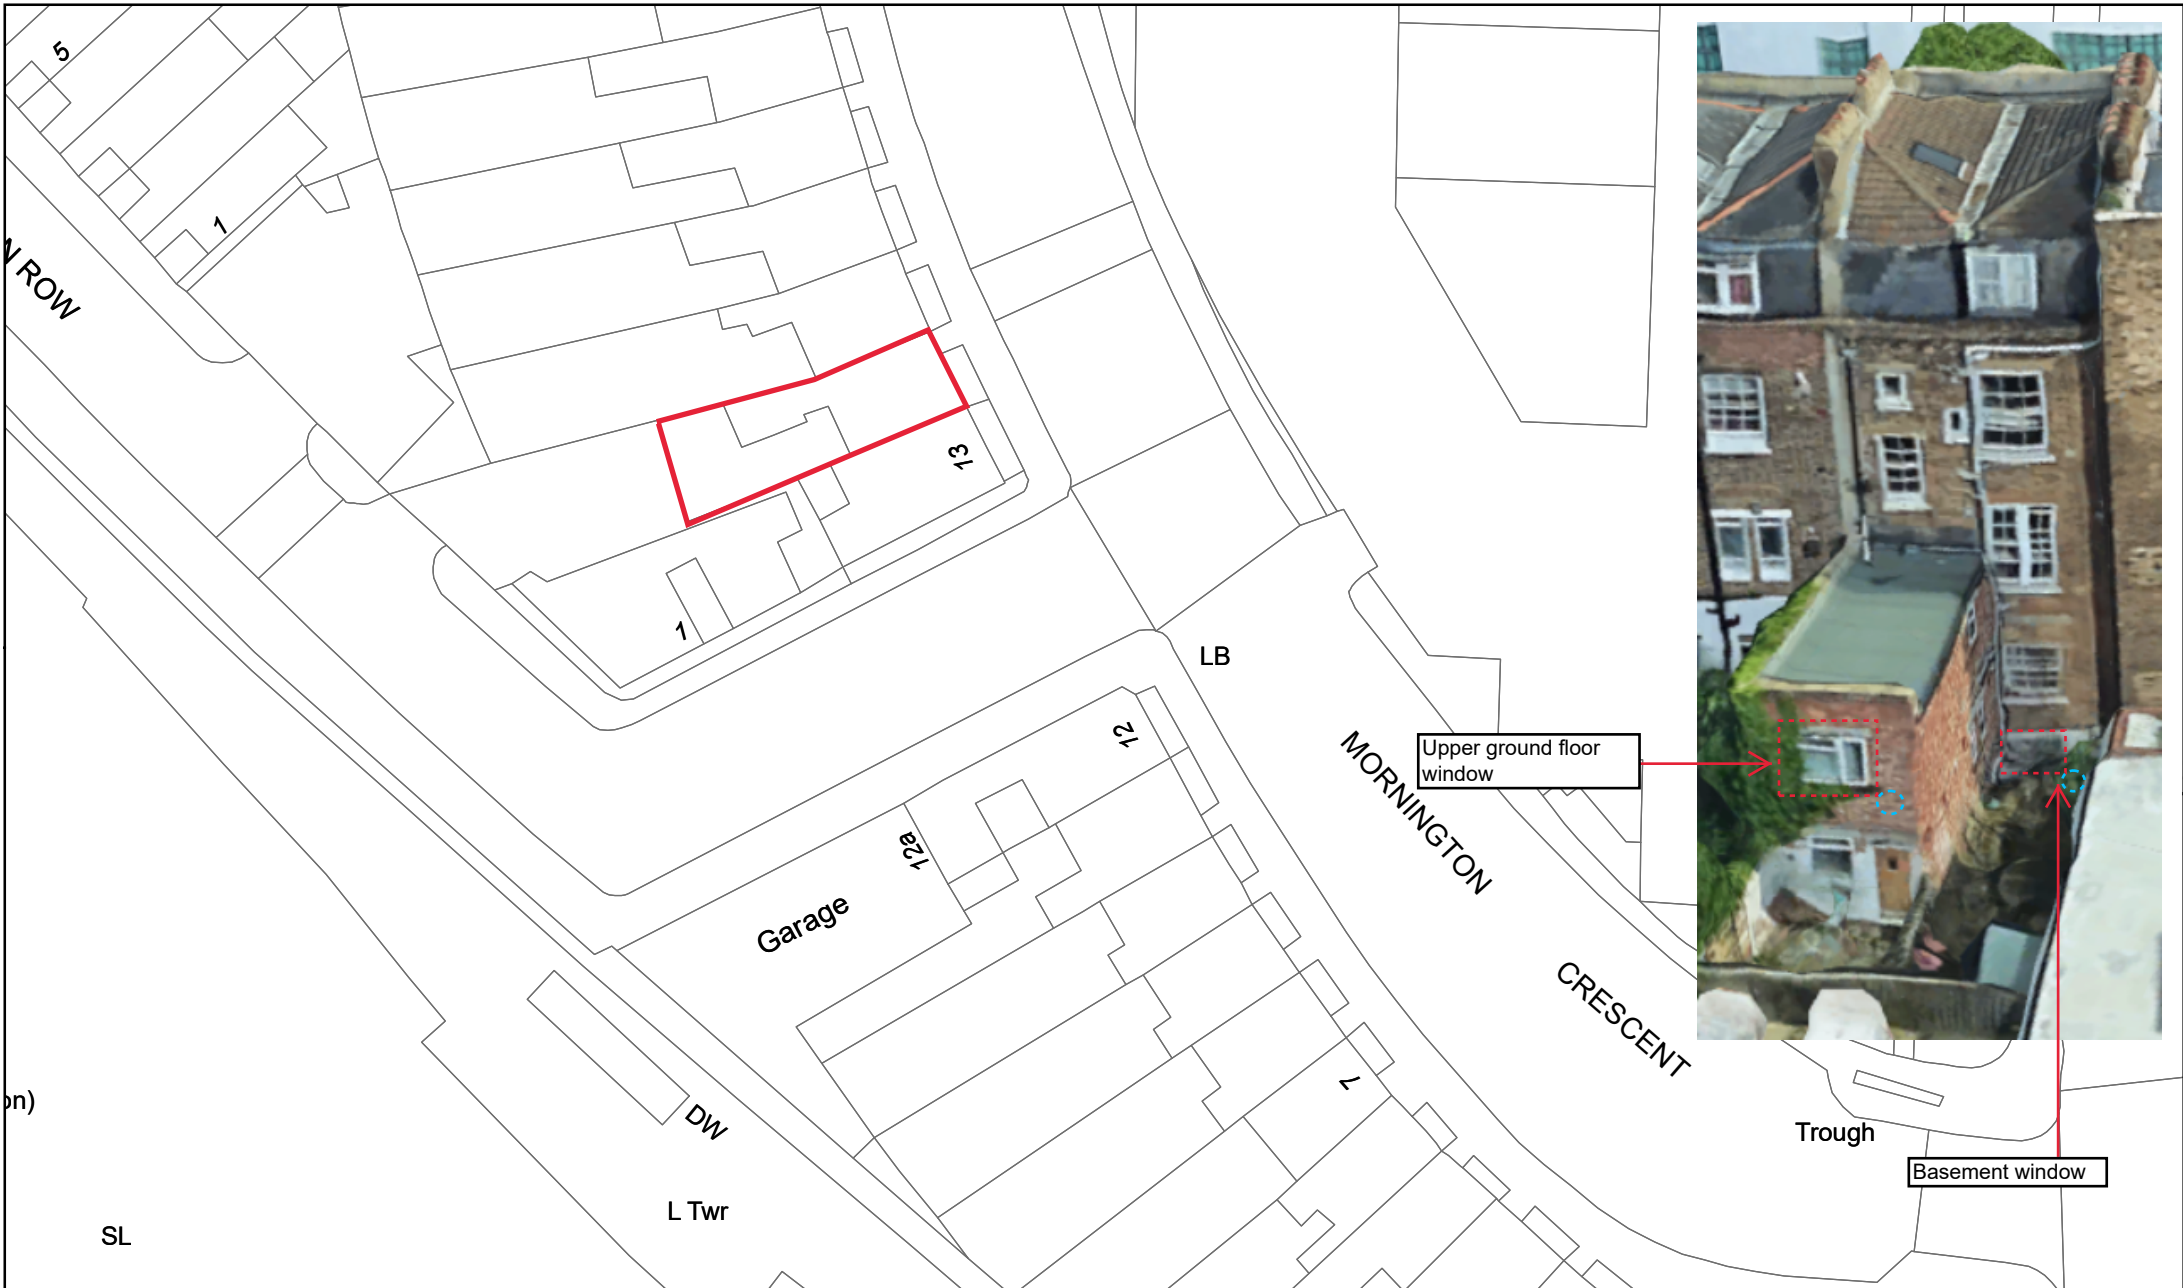 5
1
N ROW
13
1
LB
12
Upper ground floor
window
MORNINGTON
12a
Garage
CRESCENT
7
on)
DW
Trough
Basement window
L Twr
SL